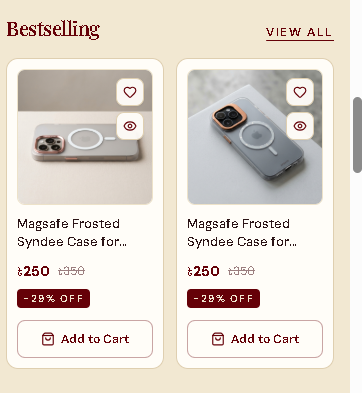 Bestselling
VIEW ALL
Magsafe Frosted
Syndee Case for...
৳250 ৳350
-29% OFF
Add to Cart
Magsafe Frosted
Syndee Case for...
৳250 ৳350
-29% OFF
Add to Cart